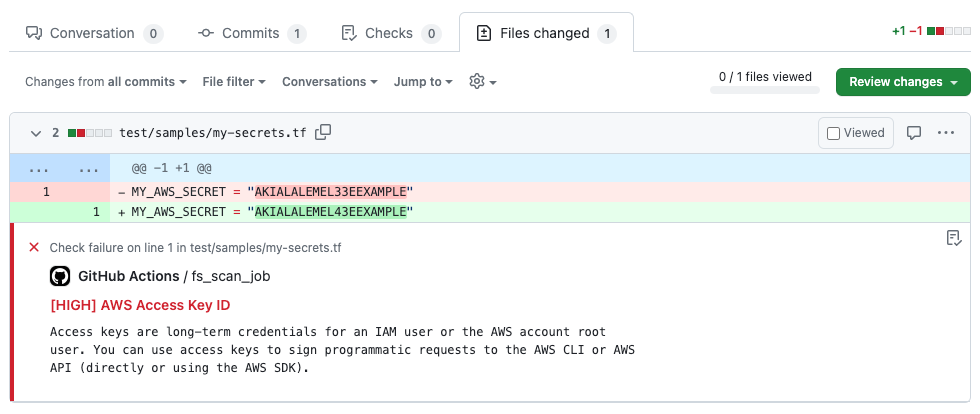 Conversation 0 Commits 1 Checks 0 Files changed 1 +1 −1
Changes from all commits File filter Conversations Jump to 0 / 1 files viewed Review changes
2 test/samples/my-secrets.tf Viewed
... ... @@ -1 +1 @@
1 - MY_AWS_SECRET = "AKIALALEMEL33EEXAMPLE"
1 + MY_AWS_SECRET = "AKIALALEMEL43EEXAMPLE"
Check failure on line 1 in test/samples/my-secrets.tf
GitHub Actions / fs_scan_job
[HIGH] AWS Access Key ID
Access keys are long-term credentials for an IAM user or the AWS account root
user. You can use access keys to sign programmatic requests to the AWS CLI or AWS
API (directly or using the AWS SDK).